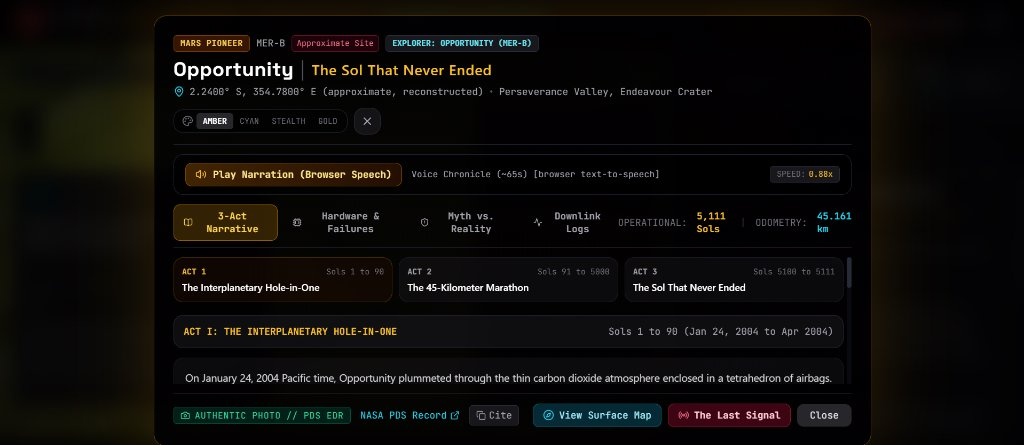 MARS PIONEER MER-B Approximate Site EXPLORER: OPPORTUNITY (MER-B)
Opportunity | The Sol That Never Ended
2.2400° S, 354.7800° E (approximate, reconstructed) · Perseverance Valley, Endeavour Crater
AMBER CYAN STEALTH GOLD
Play Narration (Browser Speech) Voice Chronicle (~65s) [browser text-to-speech] SPEED: 0.88x
3-Act Narrative
Hardware & Failures
Myth vs. Reality
Downlink Logs
OPERATIONAL: 5,111 Sols | ODOMETRY: 45.161 km
ACT 1 Sols 1 to 90
The Interplanetary Hole-in-One
ACT 2 Sols 91 to 5000
The 45-Kilometer Marathon
ACT 3 Sols 5100 to 5111
The Sol That Never Ended
ACT I: THE INTERPLANETARY HOLE-IN-ONE Sols 1 to 90 (Jan 24, 2004 to Apr 2004)
On January 24, 2004 Pacific time, Opportunity plummeted through the thin carbon dioxide atmosphere enclosed in a tetrahedron of airbags.
AUTHENTIC PHOTO // PDS EDR NASA PDS Record Cite View Surface Map The Last Signal Close